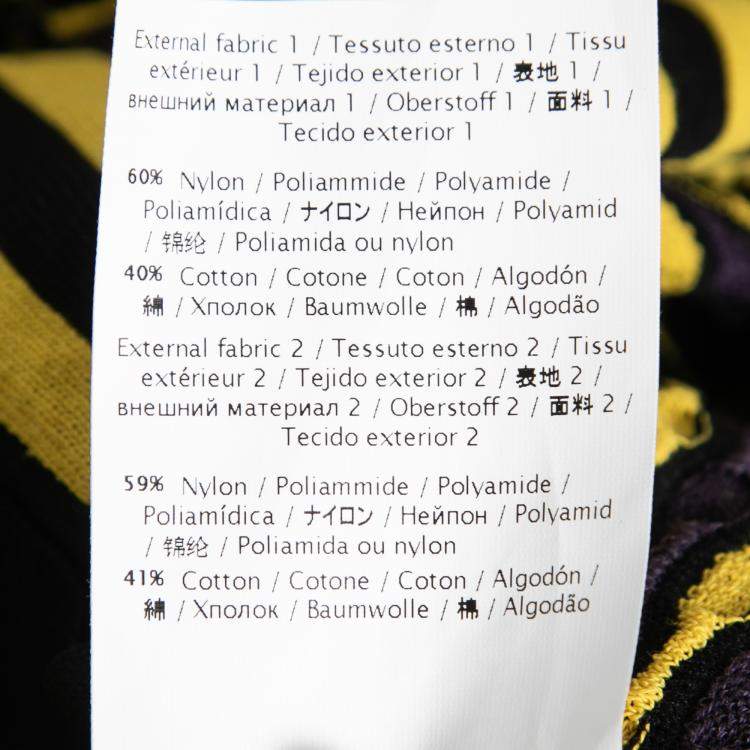 External fabric 1 / Tessuto esterno 1 / Tissu
extérieur 1 / Tejido exterior 1 / 表地 1 /
внешний материал 1 / Oberstoff 1 / 面料 1 /
Tecido exterior 1
60% Nylon / Poliammide / Polyamide /
Poliamídica / ナイロン / Нейпон / Polyamid
/ 锦纶 / Poliamida ou nylon
40% Cotton / Cotone / Coton / Algodón /
綿 / Хполок / Baumwolle / 棉 / Algodão
External fabric 2 / Tessuto esterno 2 / Tissu
extérieur 2 / Tejido exterior 2 / 表地 2 /
внешний материал 2 / Oberstoff 2 / 面料 2 /
Tecido exterior 2
59% Nylon / Poliammide / Polyamide /
Poliamídica / ナイロン / Нейпон / Polyamid
/ 锦纶 / Poliamida ou nylon
41% Cotton / Cotone / Coton / Algodón /
綿 / Хполок / Baumwolle / 棉 / Algodão